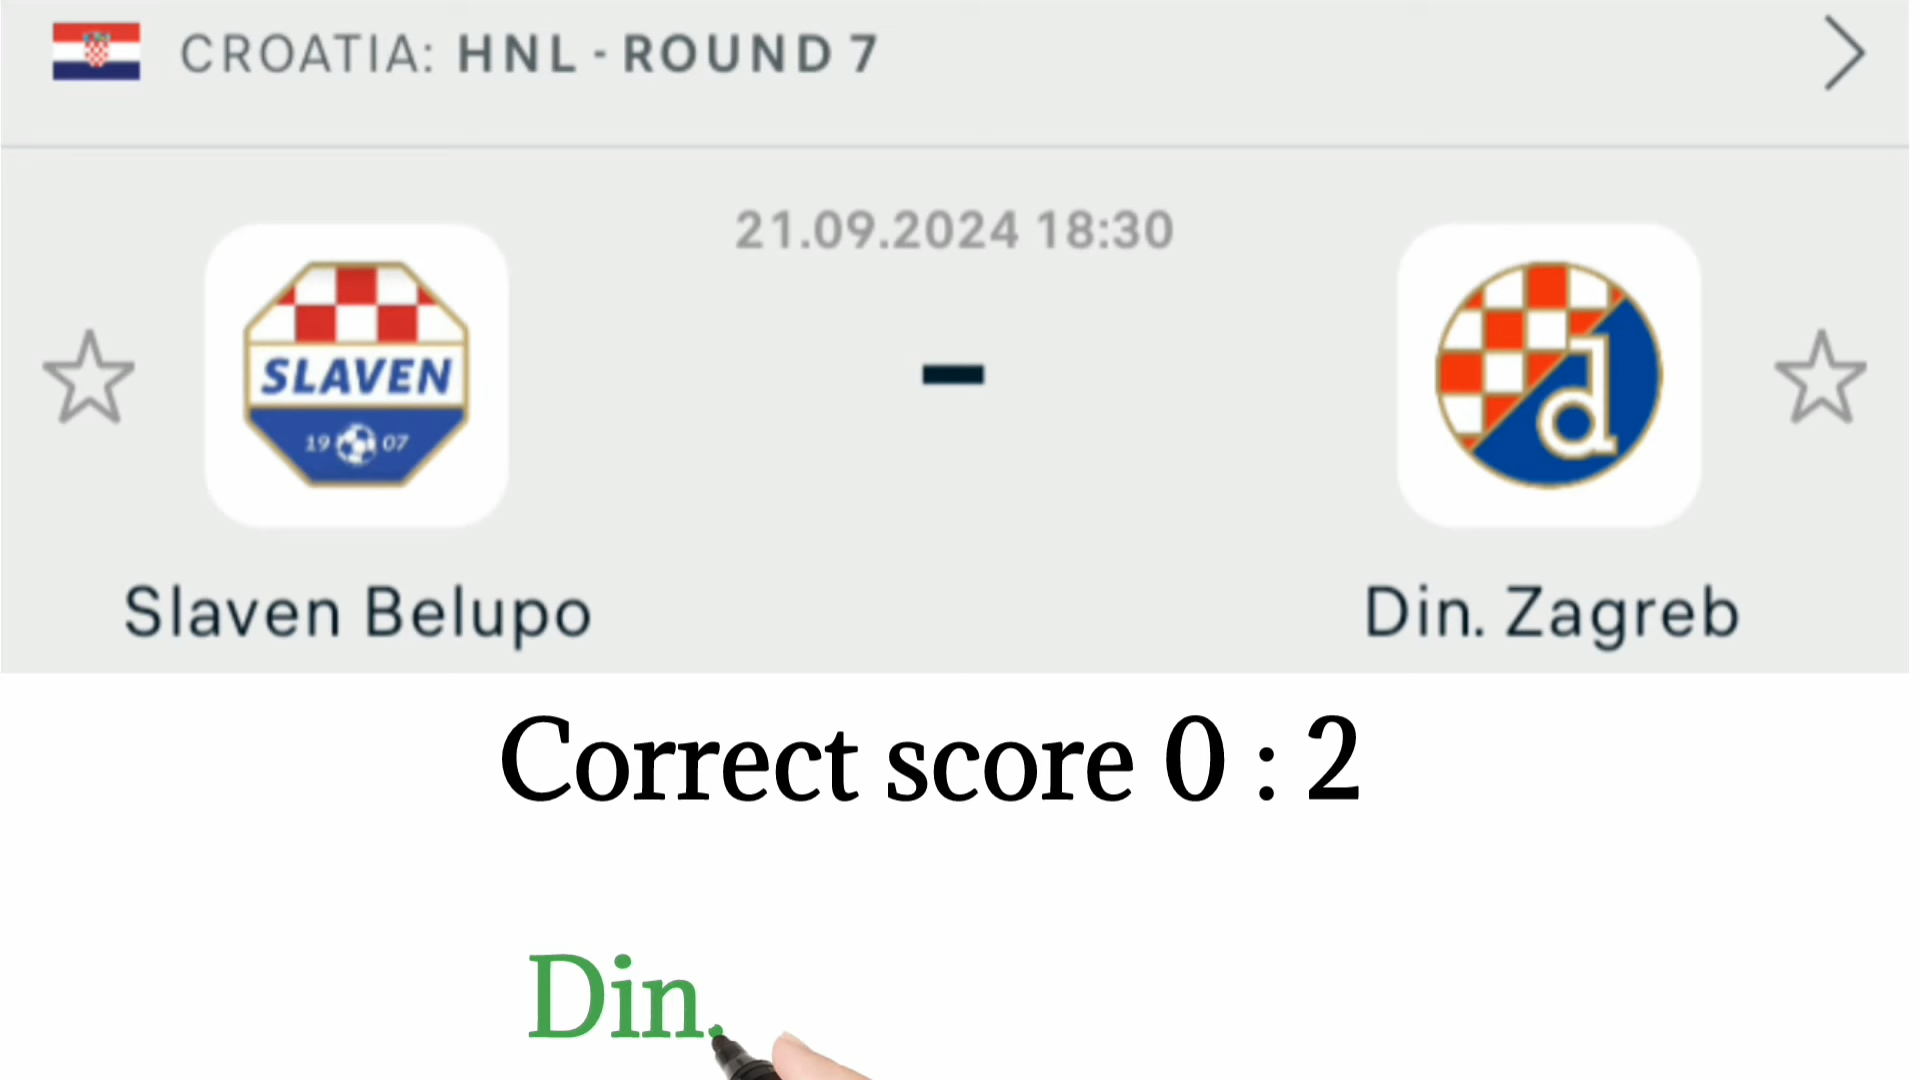 CROATIA: HNL - ROUND 7
21.09.2024 18:30
SLAVEN
19 07
d
Slaven Belupo
-
Din. Zagreb
Correct score 0 : 2
Din.